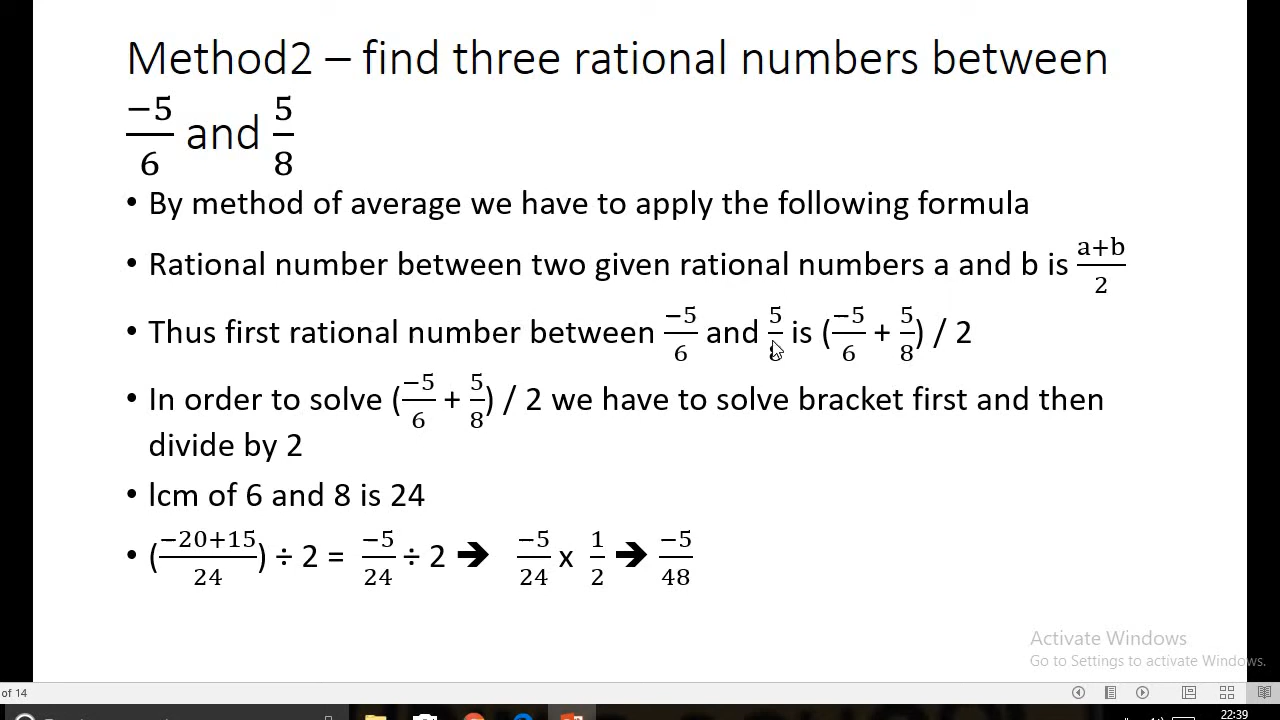 Method2 – find three rational numbers between
−5/6 and 5/8
• By method of average we have to apply the following formula
• Rational number between two given rational numbers a and b is a+b/2
• Thus first rational number between −5/6 and 5/8 is (−5/6 + 5/8) / 2
• In order to solve (−5/6 + 5/8) / 2 we have to solve bracket first and then
divide by 2
• lcm of 6 and 8 is 24
• (−20+15/24) ÷ 2 = −5/24 ÷ 2 ➔ −5/24 x 1/2 ➔ −5/48
Activate Windows
Go to Settings to activate Windows.
of 14
22:39